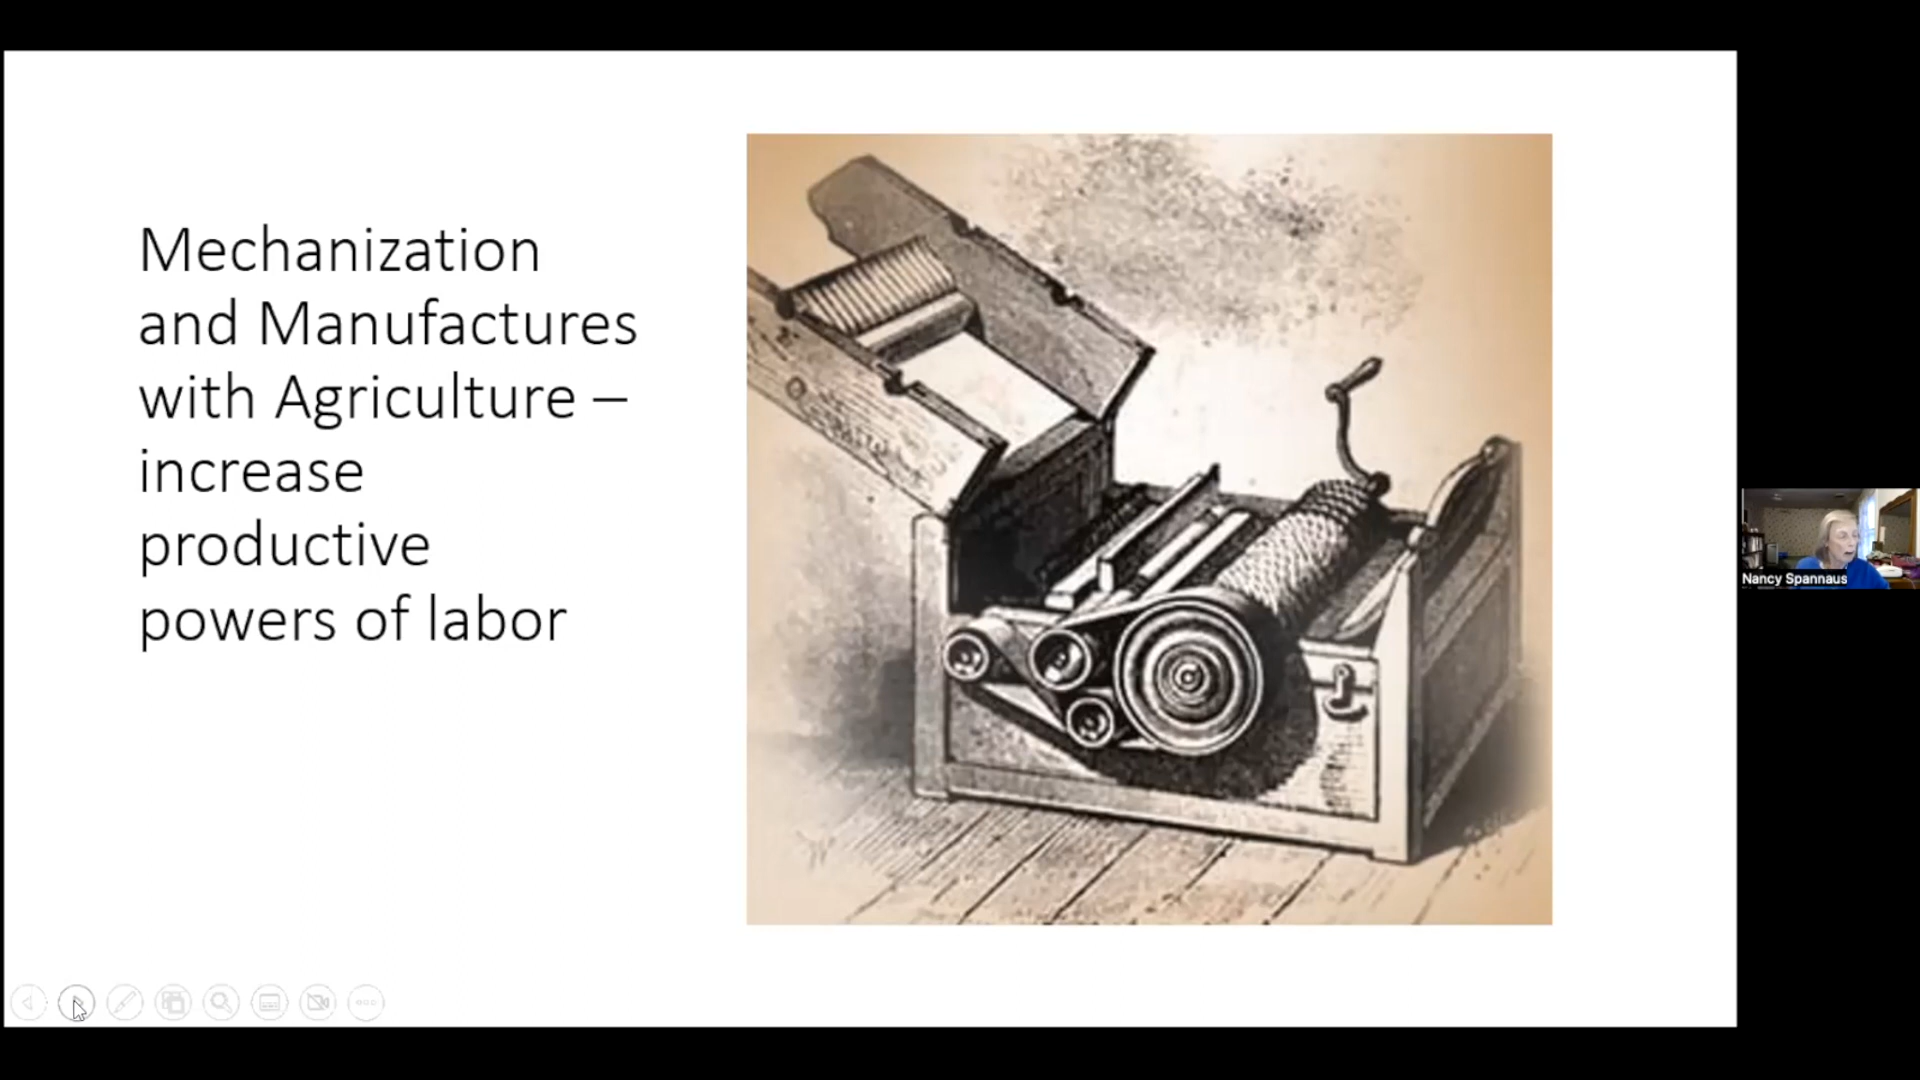 Mechanization
and Manufactures
with Agriculture –
increase
productive
powers of labor
Nancy Spannaus